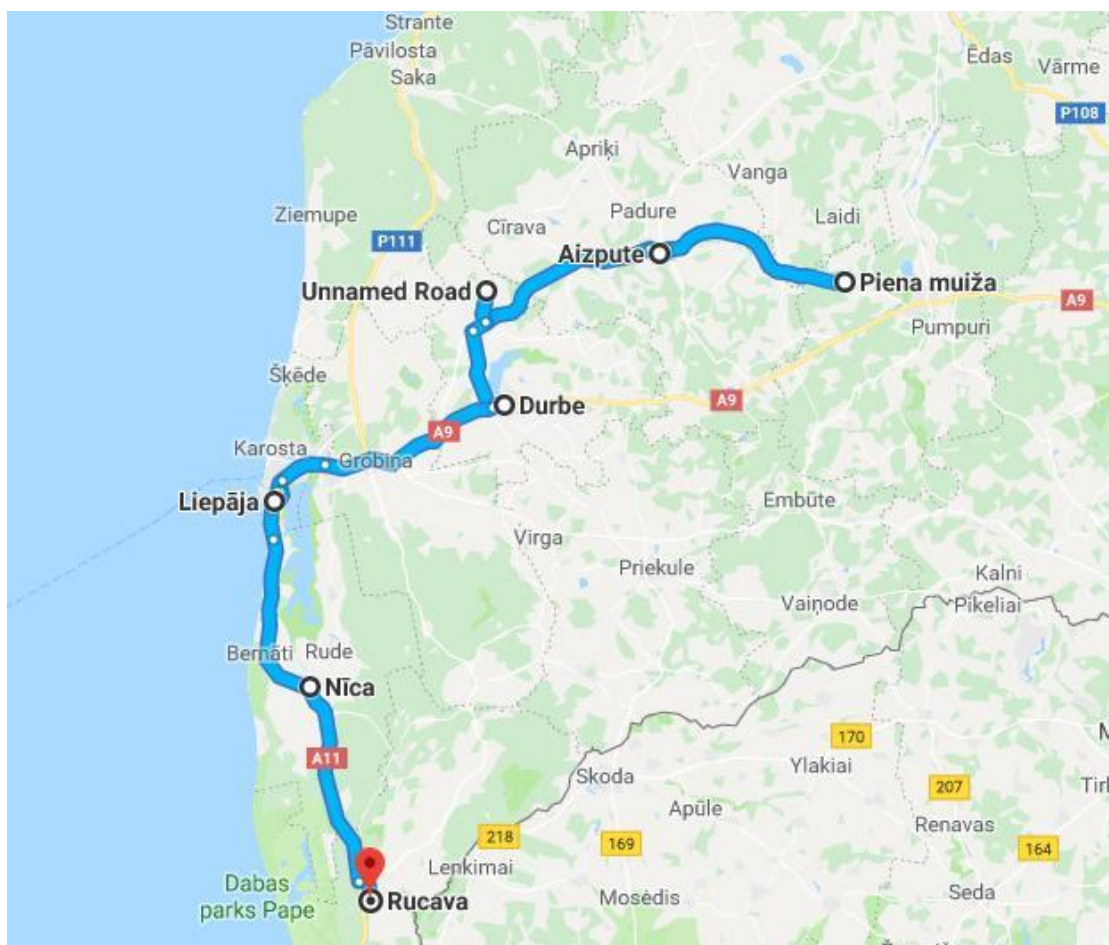 Strante
Pāvilosta
Saka
Ēdas
Vārme
P108
Apriķi
Vanga
Ziemupe
Padure
Laidi
Cīrava
P111
Aizpute
Unnamed Road
Piena muiža
A9
Pumpuri
Šķēde
Durbe
A9
A9
Karosta
Grobiņa
Liepāja
Embūte
Virga
Priekule
Kalni
Vaiņode
Pikeliai
Bernāti
Rude
Nīca
A11
170
Skoda
Ylakiai
207
Apūle
Renavas
218
169
164
Lenkimai
Dabas
parks Pape
Rucava
Mosėdis
Seda